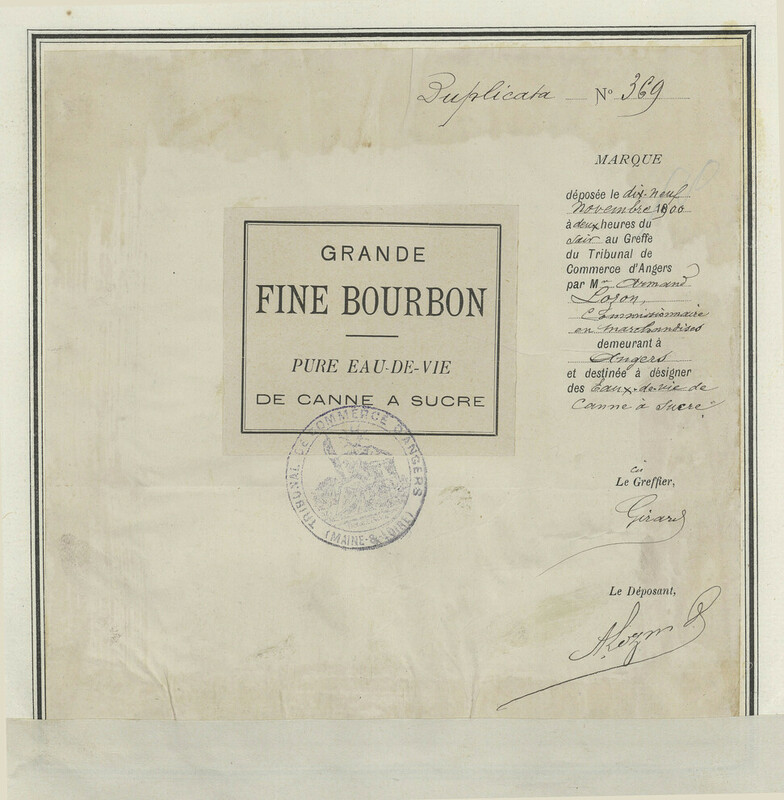 Duplicata — N° 369
MARQUE
déposée le dix-neuf
Novembre 1900
à deux heures du
soir au Greffe
du Tribunal de
Commerce d'Angers
par Mr Armand
Lozon,
Commissionnaire
en marchandises
demeurant à
Angers
et destinée à désigner
des Eaux-de-vie de
Canne à Sucre
GRANDE
FINE BOURBON
PURE EAU-DE-VIE
DE CANNE A SUCRE
TRIBUNAL DE COMMERCE D'ANGERS
(MAINE-&-LOIRE)
Le Greffier,
Girard
Le Déposant,
A. Lozon